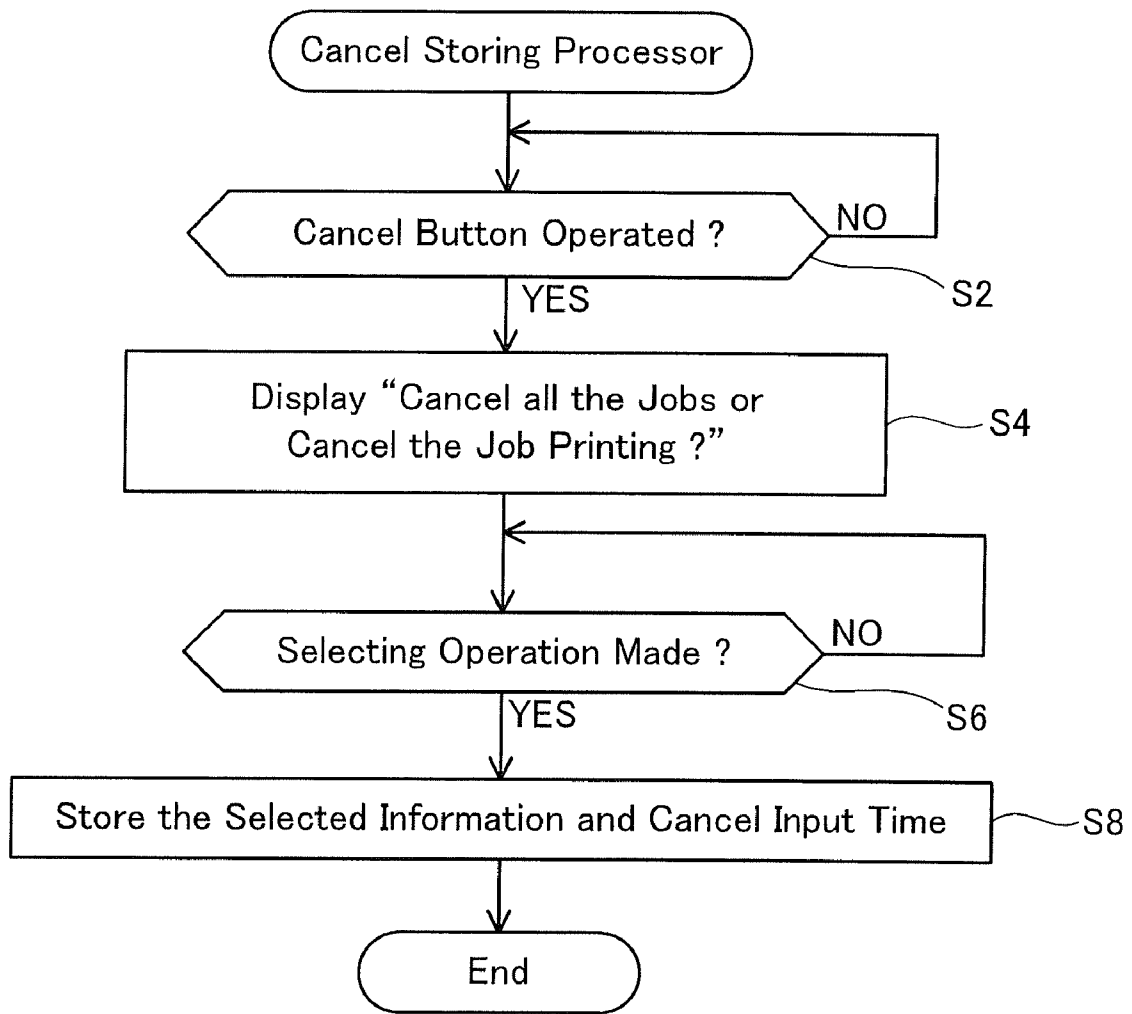 Cancel Storing Processor
Cancel Button Operated ?
NO
S2
YES
Display “Cancel all the Jobs or
Cancel the Job Printing ?”
S4
Selecting Operation Made ?
NO
S6
YES
Store the Selected Information and Cancel Input Time
S8
End